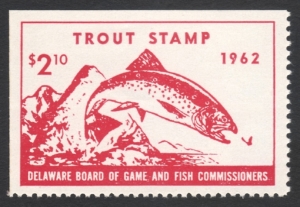 TROUT STAMP
$2.10 1962
DELAWARE BOARD OF GAME AND FISH COMMISSIONERS